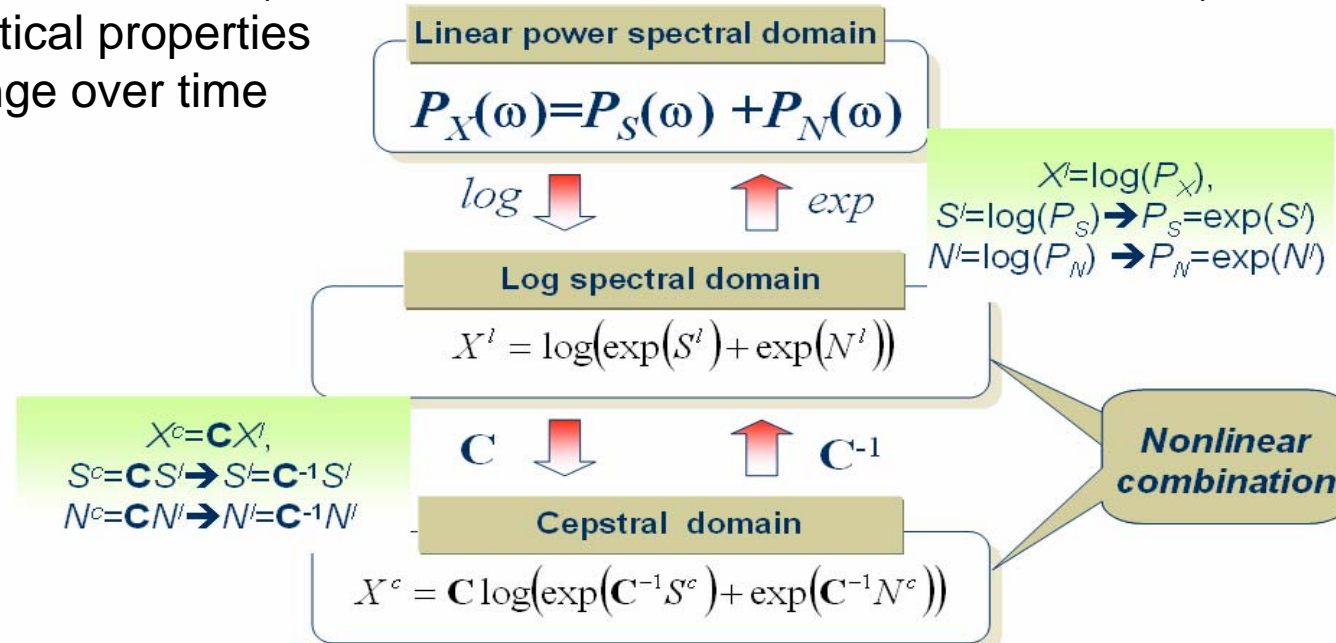 tical properties
nge over time
Linear power spectral domain
P_X(ω)=P_S(ω) +P_N(ω)
log
exp
X^l=log(P_X),
S^l=log(P_S)➔P_S=exp(S^l)
N^l=log(P_N) ➔P_N=exp(N^l)
Log spectral domain
X^l = log(exp(S^l)+exp(N^l))
X^c=CX^l,
S^c=CS^l➔S^l=C^-1S^l
N^c=CN^l➔N^l=C^-1N^l
C
C^-1
Nonlinear
combination
Cepstral domain
X^c = C log(exp(C^-1S^c)+exp(C^-1N^c))